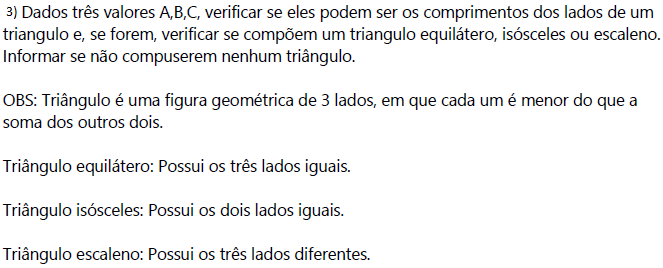 3) Dados três valores A,B,C, verificar se eles podem ser os comprimentos dos lados de um
triangulo e, se forem, verificar se compõem um triangulo equilátero, isósceles ou escaleno.
Informar se não compuserem nenhum triângulo.
OBS: Triângulo é uma figura geométrica de 3 lados, em que cada um é menor do que a
soma dos outros dois.
Triângulo equilátero: Possui os três lados iguais.
Triângulo isósceles: Possui os dois lados iguais.
Triângulo escaleno: Possui os três lados diferentes.